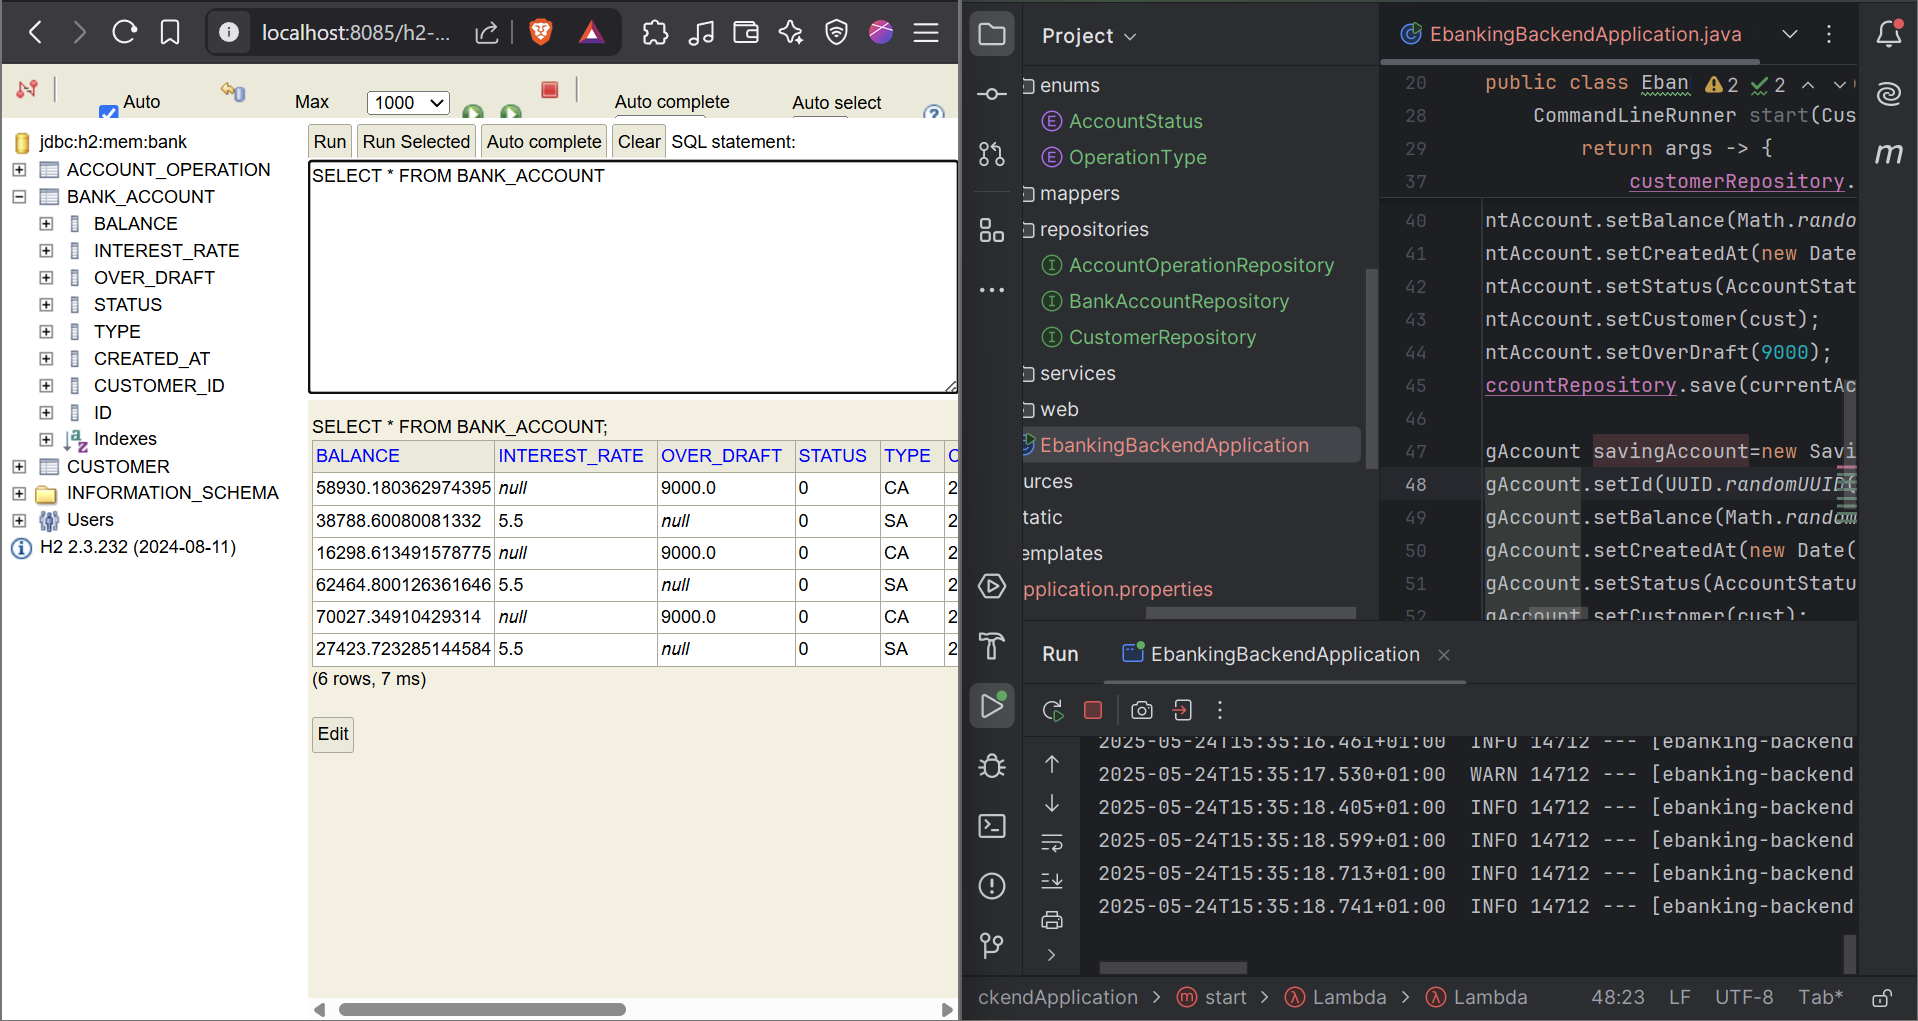 localhost:8085/h2-...
Auto
Max
1000
Auto complete
Auto select
jdbc:h2:mem:bank
ACCOUNT_OPERATION
BANK_ACCOUNT
BALANCE
INTEREST_RATE
OVER_DRAFT
STATUS
TYPE
CREATED_AT
CUSTOMER_ID
ID
Indexes
CUSTOMER
INFORMATION_SCHEMA
Users
H2 2.3.232 (2024-08-11)
Run Run Selected Auto complete Clear SQL statement:
SELECT * FROM BANK_ACCOUNT
SELECT * FROM BANK_ACCOUNT;
BALANCE INTEREST_RATE OVER_DRAFT STATUS TYPE C
58930.180362974395 null 9000.0 0 CA 2
38788.60080081332 5.5 null 0 SA 2
16298.613491578775 null 9000.0 0 CA 2
62464.800126361646 5.5 null 0 SA 2
70027.34910429314 null 9000.0 0 CA 2
27423.723285144584 5.5 null 0 SA 2
(6 rows, 7 ms)
Edit
Project
enums
AccountStatus
OperationType
mappers
repositories
AccountOperationRepository
BankAccountRepository
CustomerRepository
services
web
EbankingBackendApplication
urces
tatic
emplates
pplication.properties
EbankingBackendApplication.java
20 public class Eban 2 2
28 CommandLineRunner start(Cus
29 return args -> {
37 customerRepository.
40 ntAccount.setBalance(Math.rando
41 ntAccount.setCreatedAt(new Date
42 ntAccount.setStatus(AccountStat
43 ntAccount.setCustomer(cust);
44 ntAccount.setOverDraft(9000);
45 ccountRepository.save(currentAc
46
47 gAccount savingAccount=new Savi
48 gAccount.setId(UUID.randomUUID(
49 gAccount.setBalance(Math.random
50 gAccount.setCreatedAt(new Date(
51 gAccount.setStatus(AccountStatu
52 gAccount.setCustomer(cust);
Run EbankingBackendApplication
2025-05-24T15:35:16.461+01:00 INFO 14712 --- [ebanking-backend
2025-05-24T15:35:17.530+01:00 WARN 14712 --- [ebanking-backend
2025-05-24T15:35:18.405+01:00 INFO 14712 --- [ebanking-backend
2025-05-24T15:35:18.599+01:00 INFO 14712 --- [ebanking-backend
2025-05-24T15:35:18.713+01:00 INFO 14712 --- [ebanking-backend
2025-05-24T15:35:18.741+01:00 INFO 14712 --- [ebanking-backend
ckendApplication > start > Lambda > Lambda 48:23 LF UTF-8 Tab*